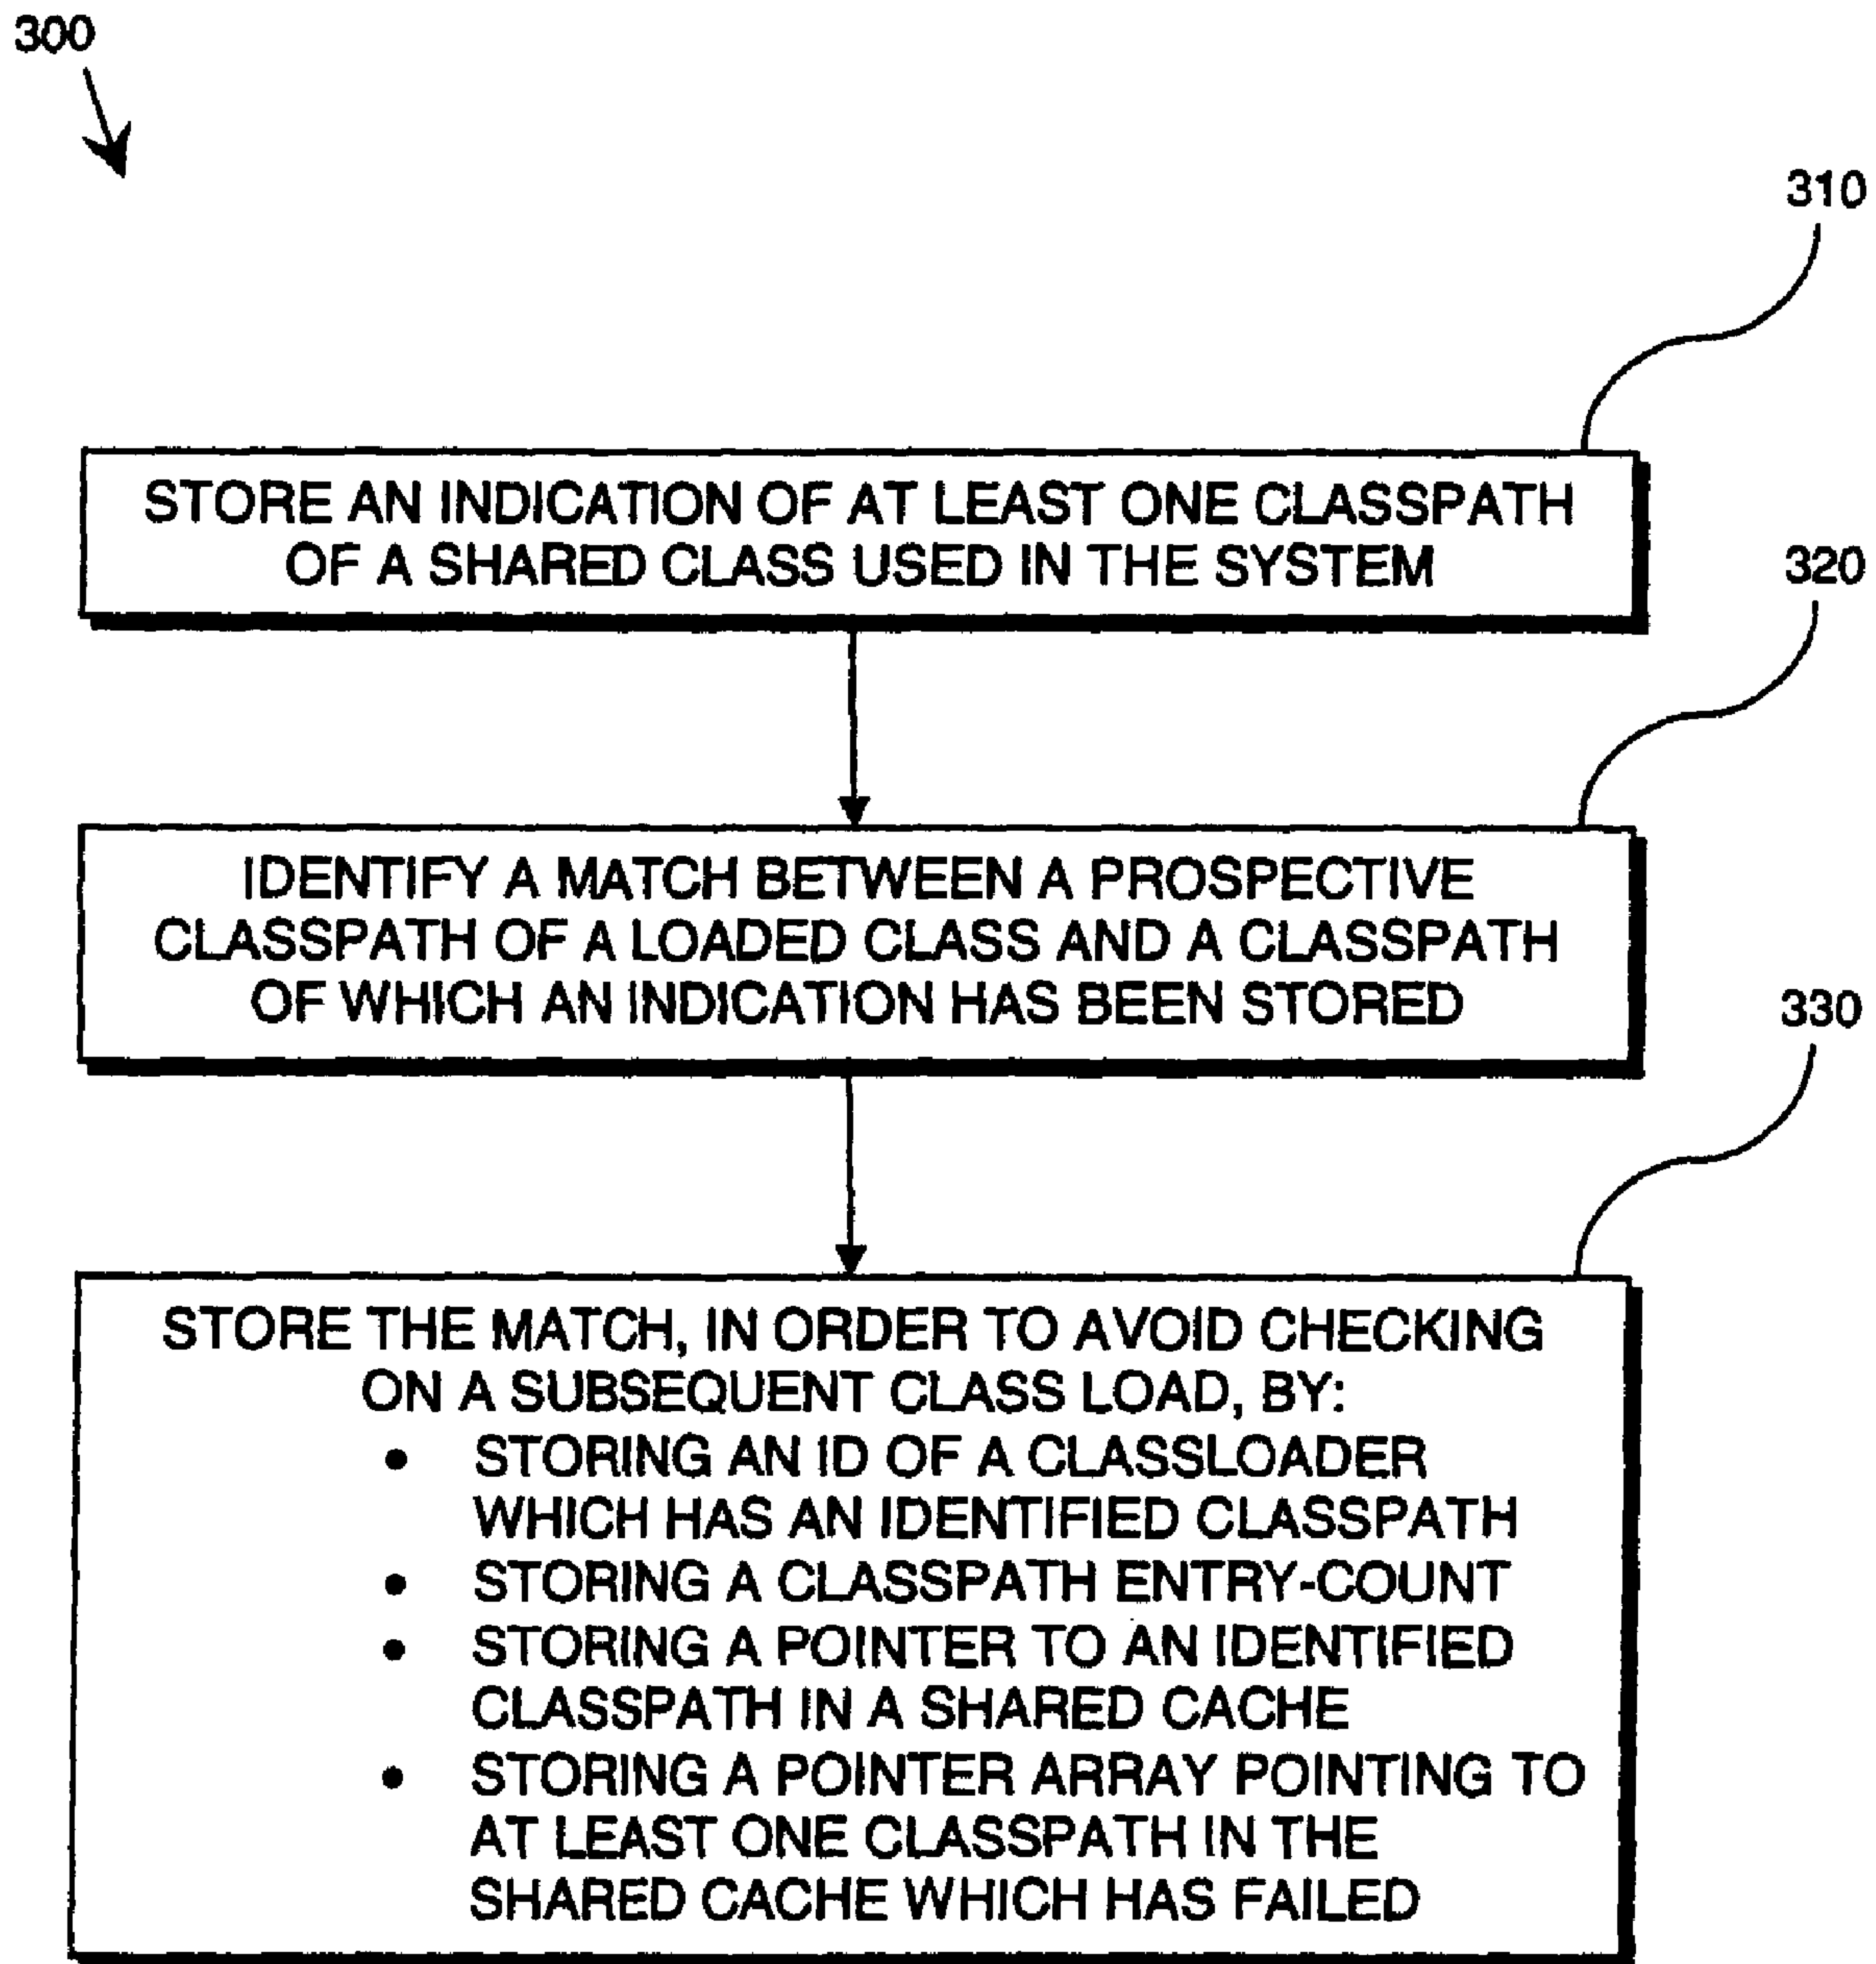 300
310
STORE AN INDICATION OF AT LEAST ONE CLASSPATH
OF A SHARED CLASS USED IN THE SYSTEM
320
IDENTIFY A MATCH BETWEEN A PROSPECTIVE
CLASSPATH OF A LOADED CLASS AND A CLASSPATH
OF WHICH AN INDICATION HAS BEEN STORED
330
STORE THE MATCH, IN ORDER TO AVOID CHECKING
ON A SUBSEQUENT CLASS LOAD, BY:
• STORING AN ID OF A CLASSLOADER
WHICH HAS AN IDENTIFIED CLASSPATH
• STORING A CLASSPATH ENTRY-COUNT
• STORING A POINTER TO AN IDENTIFIED
CLASSPATH IN A SHARED CACHE
• STORING A POINTER ARRAY POINTING TO
AT LEAST ONE CLASSPATH IN THE
SHARED CACHE WHICH HAS FAILED